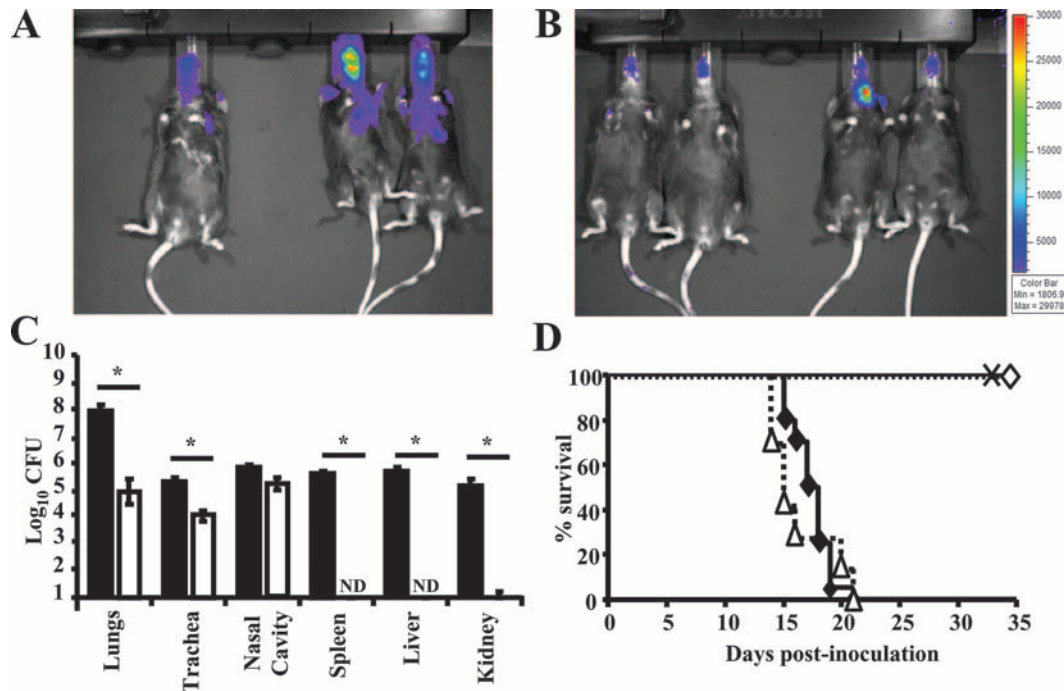 A
B
30000
25000
20000
15000
10000
5000
Color Bar
Min = 1806.9
Max = 29978
C
Log10 CFU
10
9
8
7
6
5
4
3
2
1
*
*
*
*
*
ND
ND
Lungs
Trachea
Nasal
Cavity
Spleen
Liver
Kidney
D
% survival
100
80
60
40
20
0
0
5
10
15
20
25
30
35
Days post-inoculation